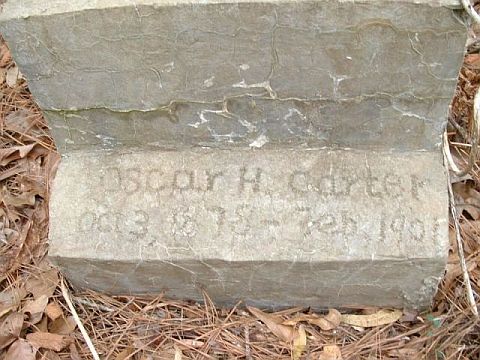 Oscar H. Carter
Oct 3, 1875 - Feb. 1901